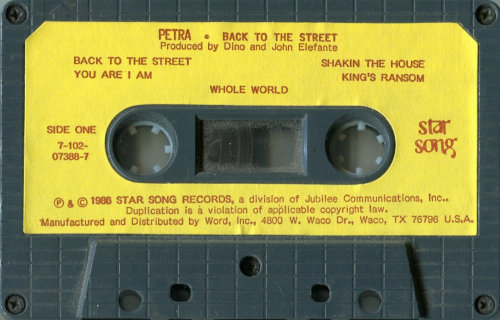 PETRA • BACK TO THE STREET
Produced by Dino and John Elefante
BACK TO THE STREET
YOU ARE I AM
SHAKIN THE HOUSE
KING'S RANSOM
WHOLE WORLD
SIDE ONE
7-102-
07388-7
star
song
℗ & © 1986 STAR SONG RECORDS, a division of Jubilee Communications, Inc..
Duplication is a violation of applicable copyright law.
Manufactured and Distributed by Word, Inc., 4800 W. Waco Dr., Waco, TX 76796 U.S.A.